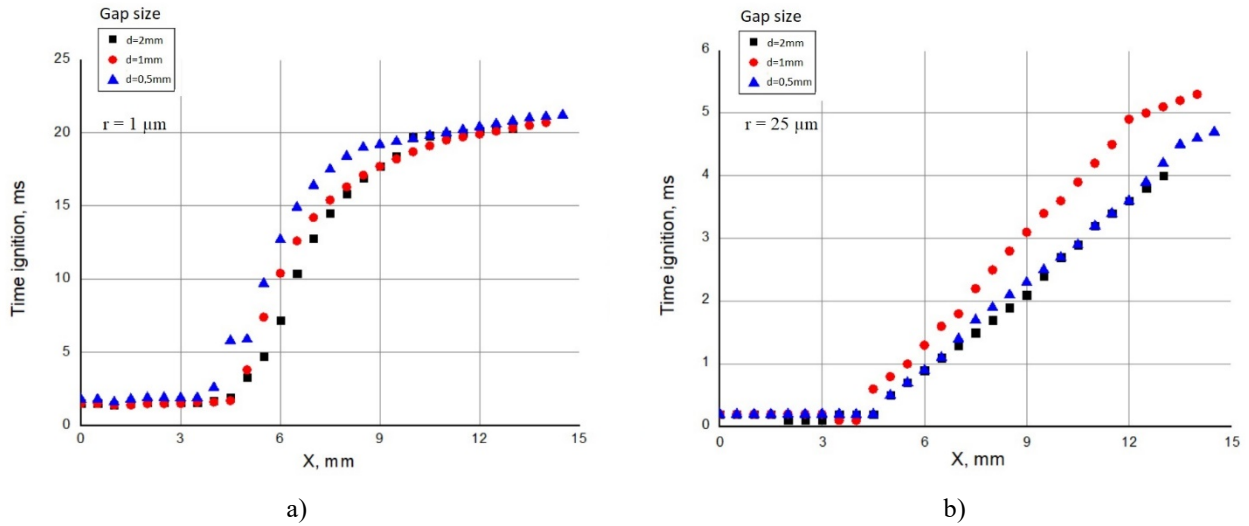 Gap size
d=2mm
d=1mm
d=0,5mm
r = 1 μm
Time ignition, ms
25
20
15
10
5
0
0 3 6 9 12 15
X, mm
a)
Gap size
d=2mm
d=1mm
d=0,5mm
r = 25 μm
Time ignition, ms
6
5
4
3
2
1
0
0 3 6 9 12 15
X, mm
b)